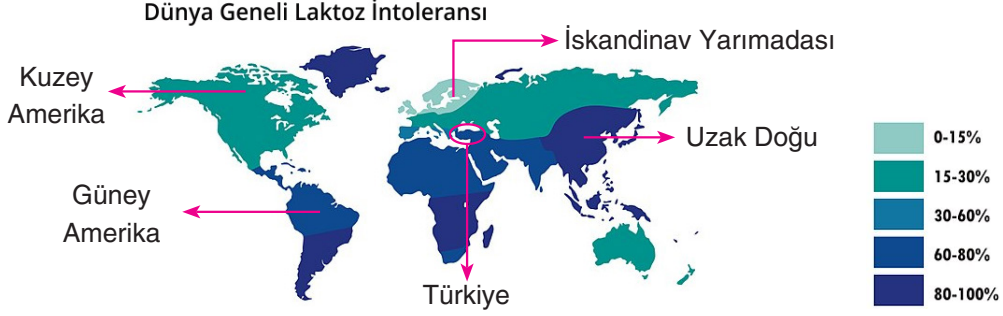 Dünya Geneli Laktoz İntoleransı
İskandinav Yarımadası
Kuzey
Amerika
Uzak Doğu
Güney
Amerika
Türkiye
0-15%
15-30%
30-60%
60-80%
80-100%